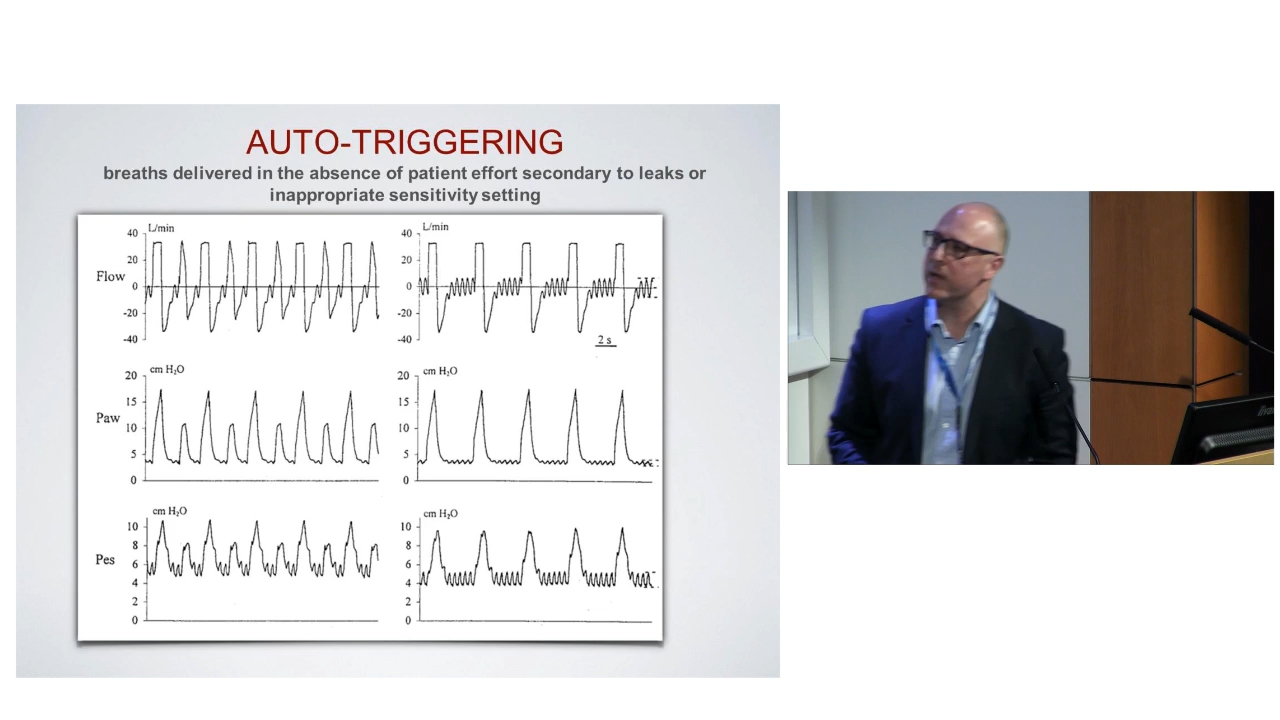 AUTO-TRIGGERING
breaths delivered in the absence of patient effort secondary to leaks or
inappropriate sensitivity setting
L/min
L/min
Flow
40
20
0
-20
-40
40
20
0
-20
-40
2 s
cm H₂O
cm H₂O
Paw
20
15
10
5
0
20
15
10
5
0
cm H₂O
cm H₂O
Pes
10
8
6
4
2
0
10
8
6
4
2
0